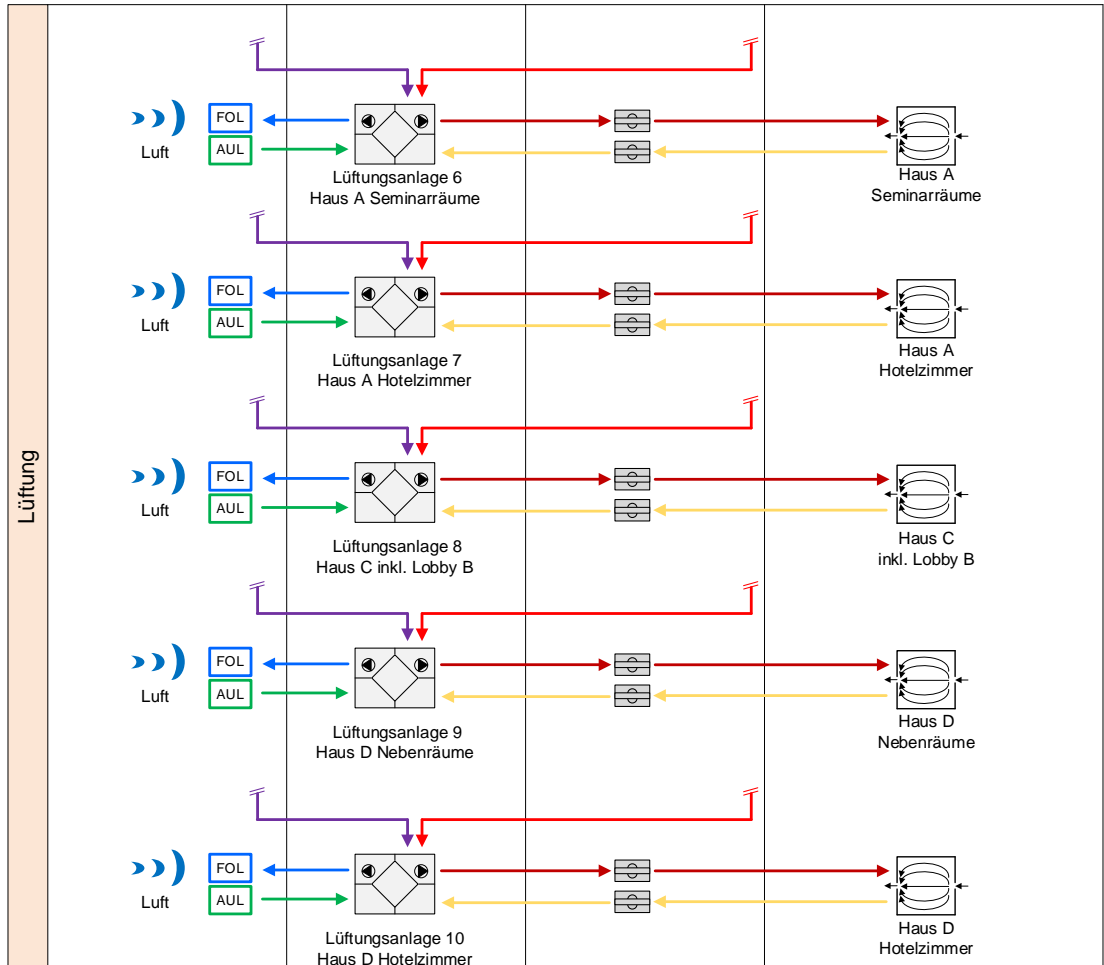 Lüftung
FOL
AUL
Luft
Lüftungsanlage 6
Haus A Seminarräume
Haus A
Seminarräume
FOL
AUL
Luft
Lüftungsanlage 7
Haus A Hotelzimmer
Haus A
Hotelzimmer
FOL
AUL
Luft
Lüftungsanlage 8
Haus C inkl. Lobby B
Haus C
inkl. Lobby B
FOL
AUL
Luft
Lüftungsanlage 9
Haus D Nebenräume
Haus D
Nebenräume
FOL
AUL
Luft
Lüftungsanlage 10
Haus D Hotelzimmer
Haus D
Hotelzimmer